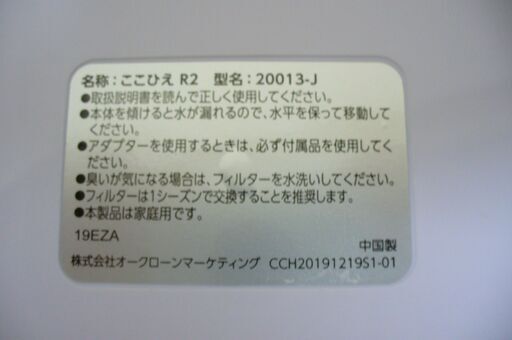 名称：ここひえ R2　型名：20013-J
●取扱説明書を読んで正しく使用してください。
●本体を傾けると水が漏れるので、水平を保って移動して
ください。
●アダプターを使用するときは、必ず付属品を使用してく
ださい。
●臭いが気になる場合は、フィルターを水洗いしてください。
●フィルターは1シーズンで交換することを推奨します。
●本製品は家庭用です。
19EZA
中国製
株式会社オークローンマーケティング　CCH20191219S1-01